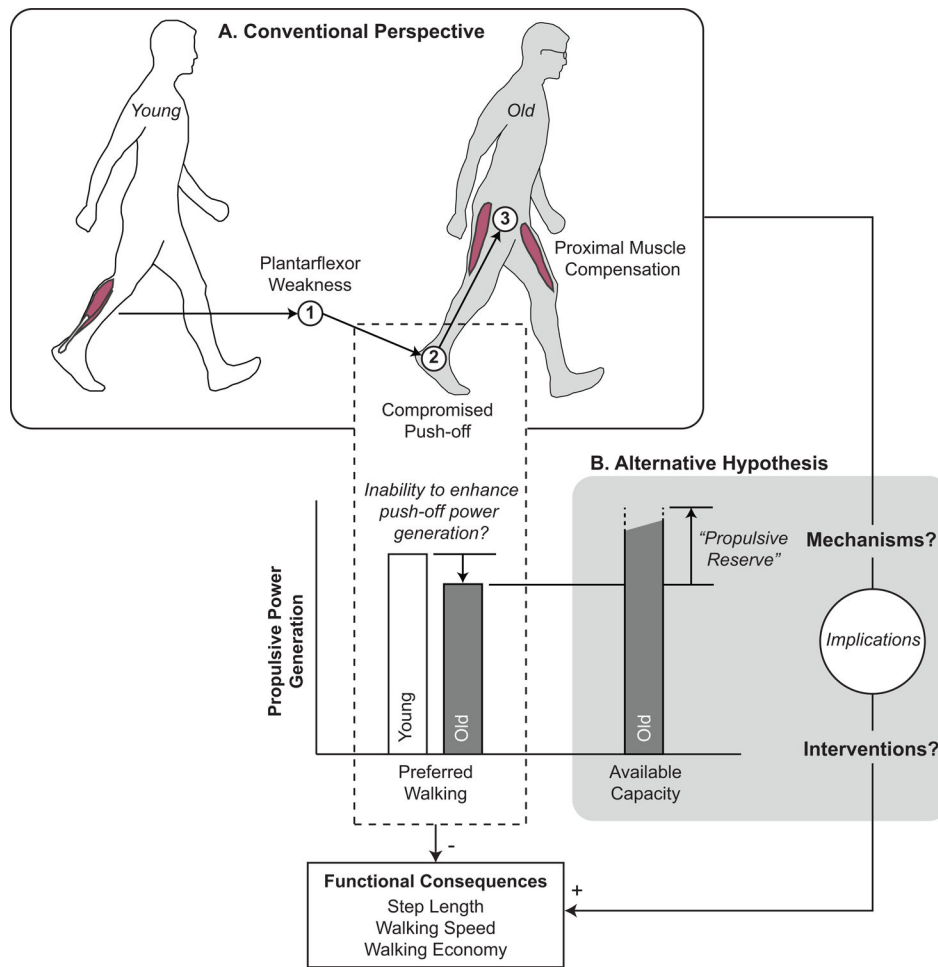 A. Conventional Perspective
Young
Old
3
Proximal Muscle
Compensation
Plantarflexor
Weakness
1
2
Compromised
Push-off
B. Alternative Hypothesis
Inability to enhance
push-off power
generation?
“Propulsive
Reserve”
Mechanisms?
Implications
Interventions?
Propulsive Power
Generation
Young
Old
Old
Preferred
Walking
Available
Capacity
-
+
Functional Consequences
Step Length
Walking Speed
Walking Economy